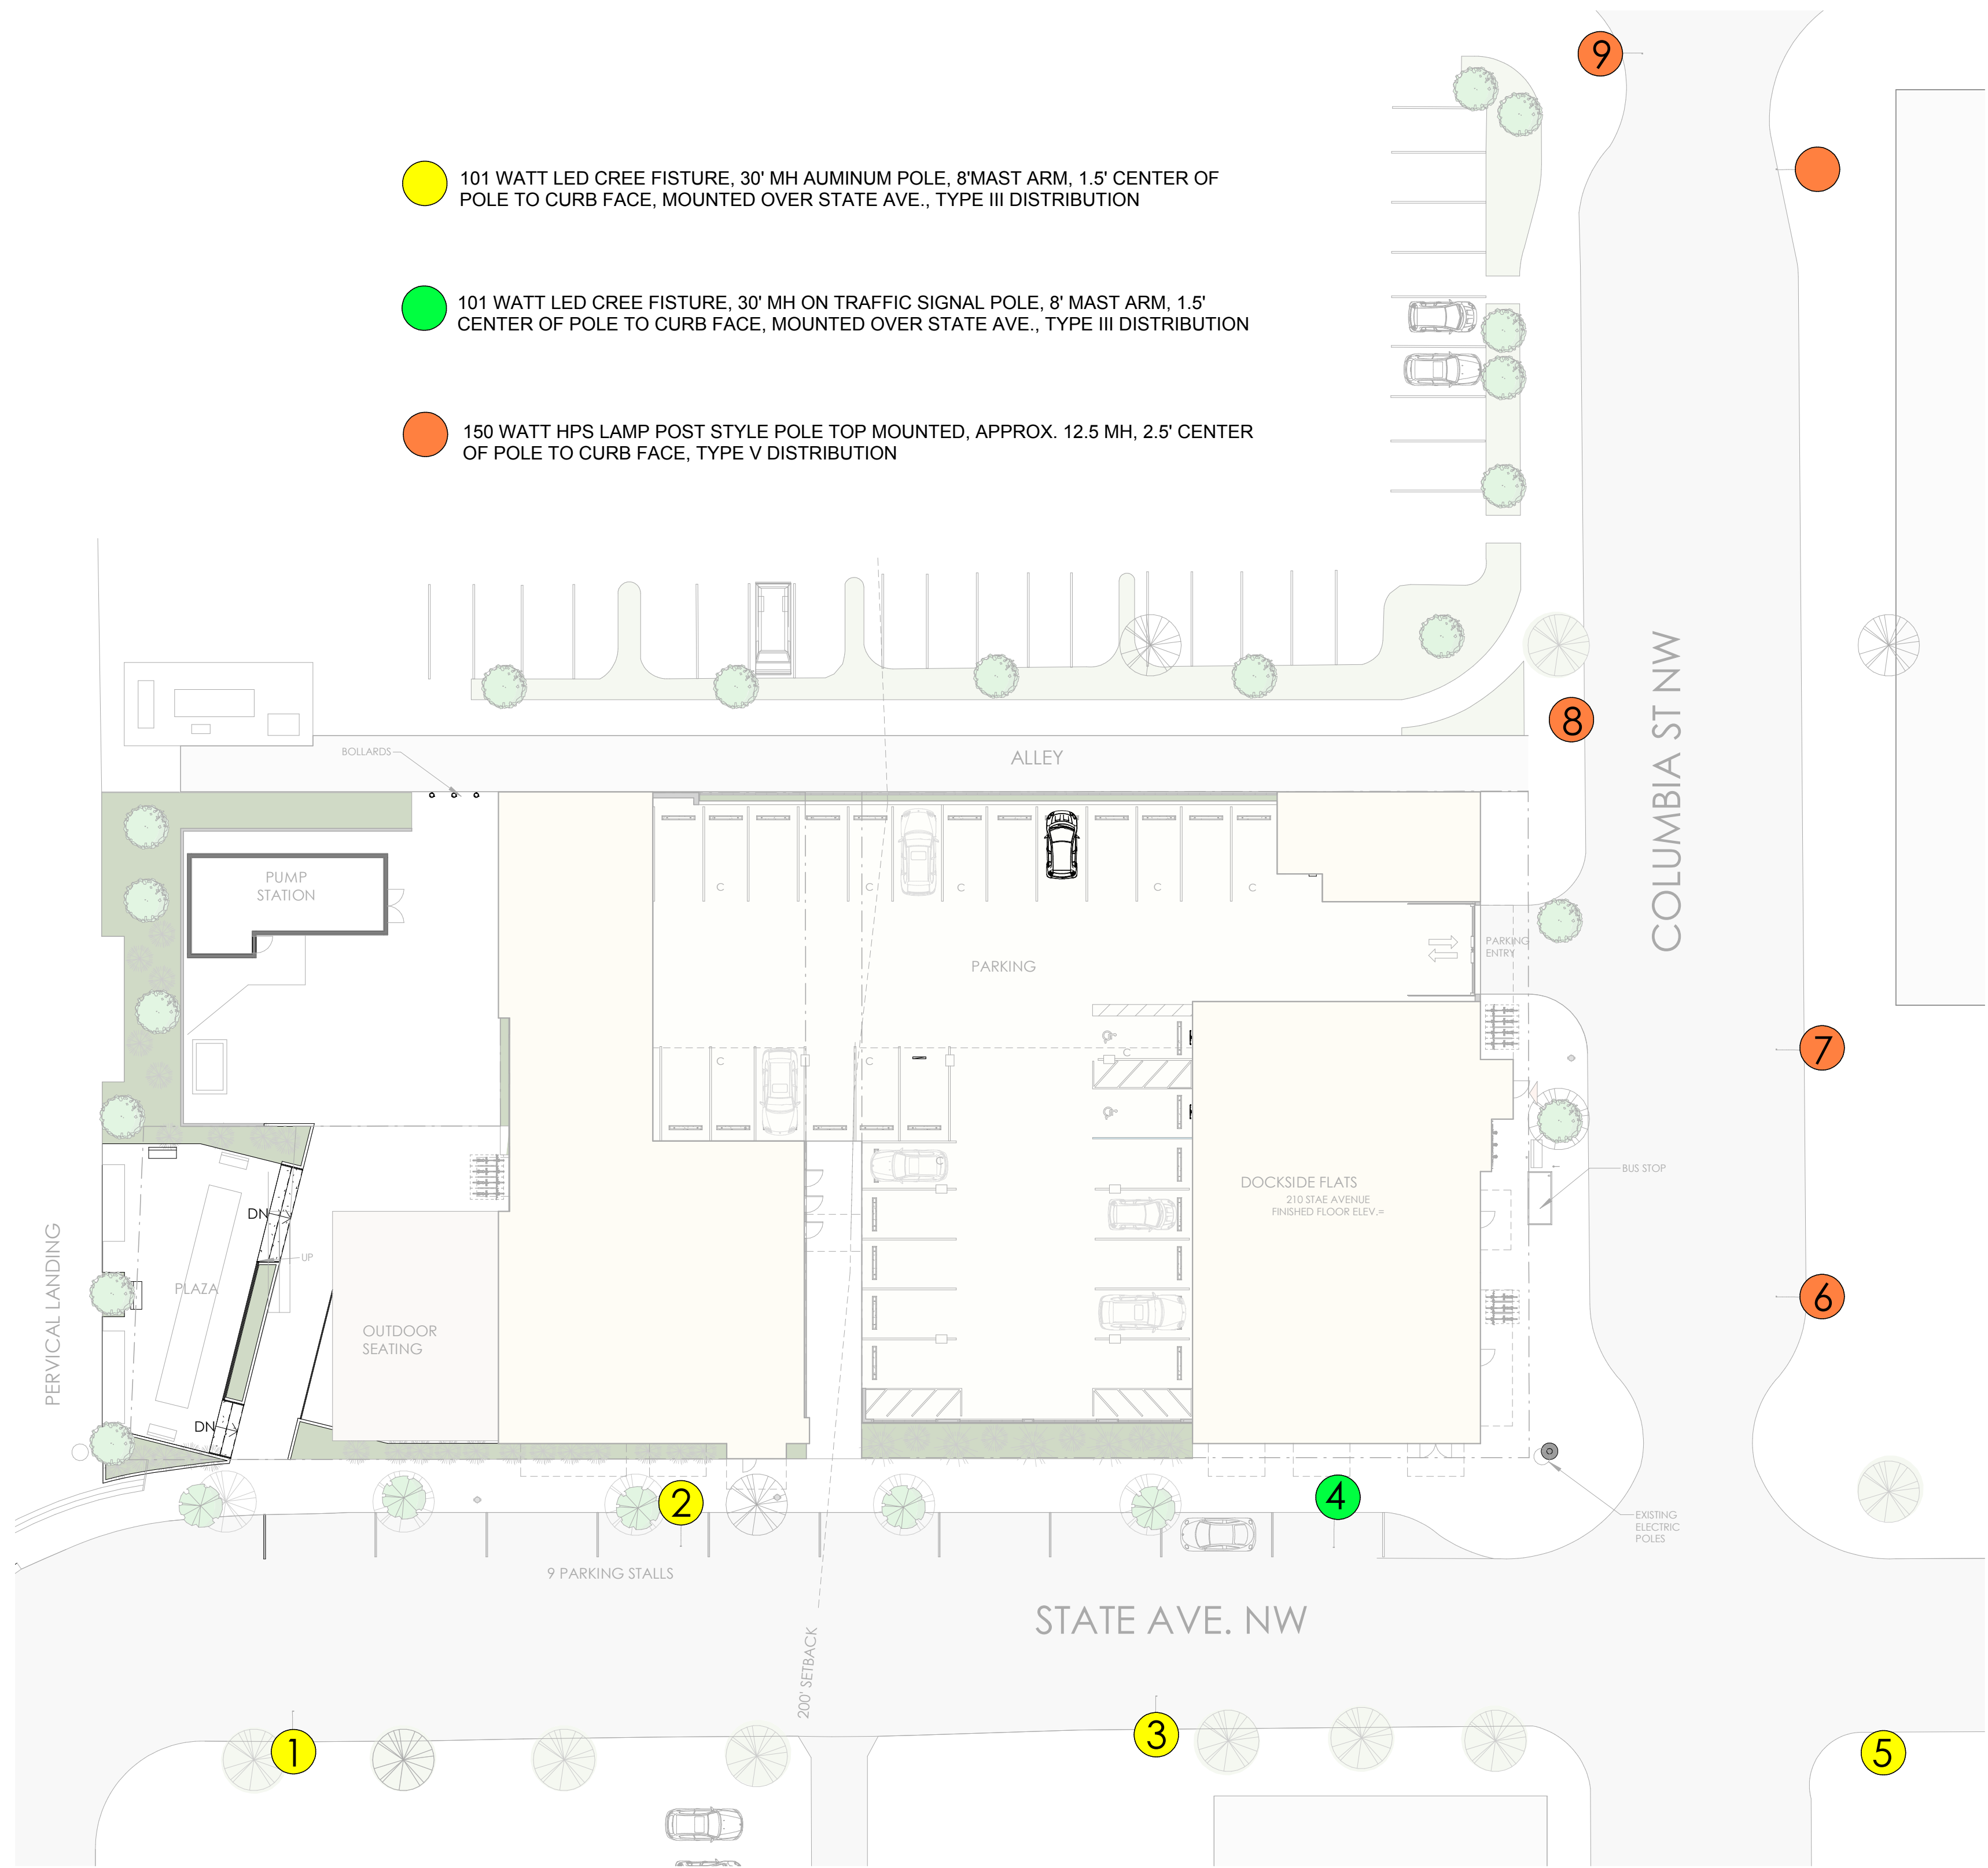 9
101 WATT LED CREE FISTURE, 30' MH AUMINUM POLE, 8'MAST ARM, 1.5' CENTER OF
POLE TO CURB FACE, MOUNTED OVER STATE AVE., TYPE III DISTRIBUTION
101 WATT LED CREE FISTURE, 30' MH ON TRAFFIC SIGNAL POLE, 8' MAST ARM, 1.5'
CENTER OF POLE TO CURB FACE, MOUNTED OVER STATE AVE., TYPE III DISTRIBUTION
150 WATT HPS LAMP POST STYLE POLE TOP MOUNTED, APPROX. 12.5 MH, 2.5' CENTER
OF POLE TO CURB FACE, TYPE V DISTRIBUTION
COLUMBIA ST NW
8
BOLLARDS
ALLEY
PUMP
STATION
C
C
C
C
C
PARKING
ENTRY
PARKING
7
C
C
C
BUS STOP
DOCKSIDE FLATS
210 STAE AVENUE
FINISHED FLOOR ELEV.=
C
DN
UP
PERVICAL LANDING
PLAZA
6
OUTDOOR
SEATING
DN
2
4
EXISTING
ELECTRIC
POLES
9 PARKING STALLS
STATE AVE. NW
200' SETBACK
1
3
5